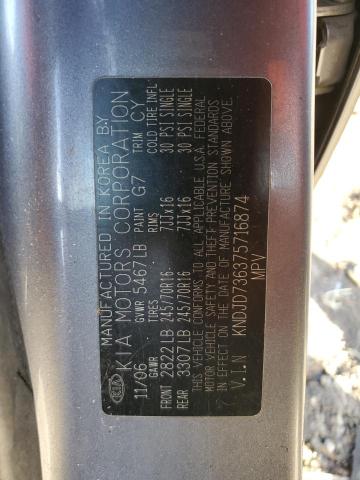 MANUFACTURED IN KOREA BY
KIA KIA MOTORS CORPORATION
11/06 GVWR 5467LB PAINT G7 TRIM CY
GAWR TIRES RIMS COLD TIRE INFL.
FRONT 2822LB 245/70R16- 7JJx16 30 PSI SINGLE
REAR 3307LB 245/70R16- 7JJx16 30 PSI SINGLE
THIS VEHICLE CONFORMS TO ALL APPLICABLE U.S.A. FEDERAL
MOTOR VEHICLE SAFETY AND THEFT PREVENTION STANDARDS
IN EFFECT ON THE DATE OF MANUFACTURE SHOWN ABOVE.
V.I.N KNDJD736375716874
MPV